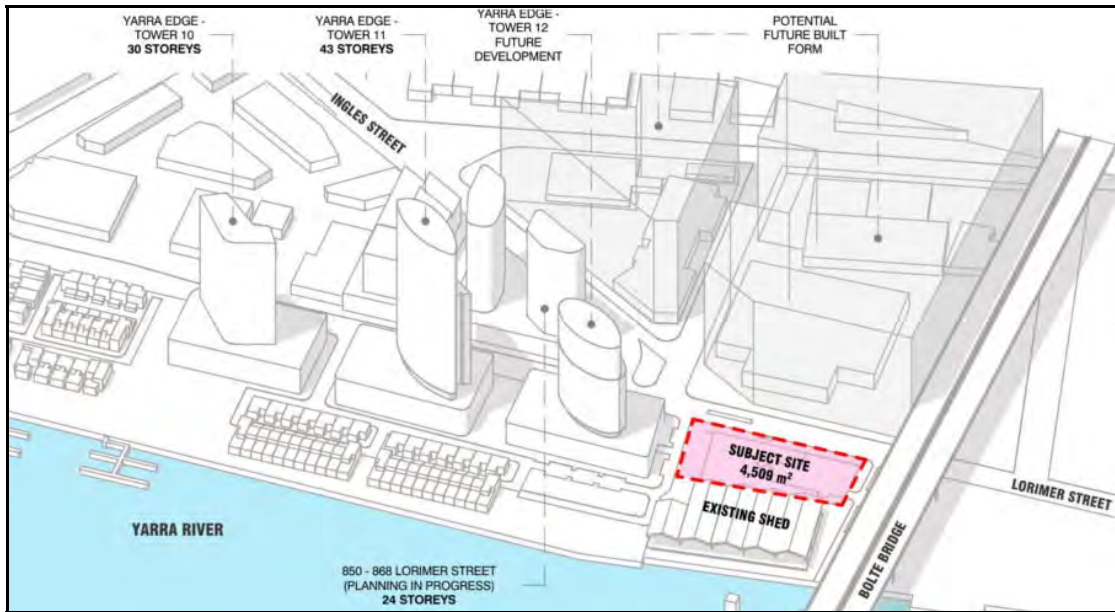 YARRA EDGE -
TOWER 10
30 STOREYS
YARRA EDGE -
TOWER 11
43 STOREYS
YARRA EDGE -
TOWER 12
FUTURE
DEVELOPMENT
POTENTIAL
FUTURE BUILT
FORM
INGLES STREET
SUBJECT SITE
4,509 m²
EXISTING SHED
LORIMER STREET
BOLTE BRIDGE
YARRA RIVER
850 - 868 LORIMER STREET
(PLANNING IN PROGRESS)
24 STOREYS